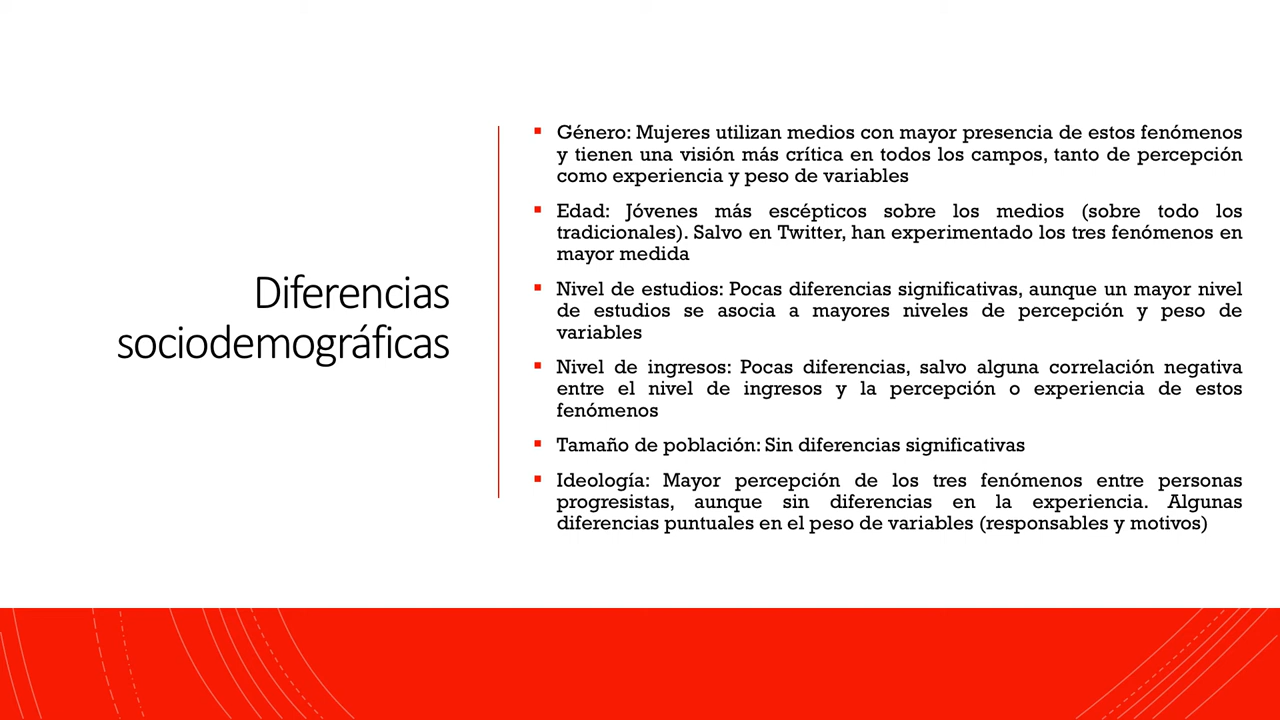 Diferencias
sociodemográficas
Género: Mujeres utilizan medios con mayor presencia de estos fenómenos
y tienen una visión más crítica en todos los campos, tanto de percepción
como experiencia y peso de variables
Edad: Jóvenes más escépticos sobre los medios (sobre todo los
tradicionales). Salvo en Twitter, han experimentado los tres fenómenos en
mayor medida
Nivel de estudios: Pocas diferencias significativas, aunque un mayor nivel
de estudios se asocia a mayores niveles de percepción y peso de
variables
Nivel de ingresos: Pocas diferencias, salvo alguna correlación negativa
entre el nivel de ingresos y la percepción o experiencia de estos
fenómenos
Tamaño de población: Sin diferencias significativas
Ideología: Mayor percepción de los tres fenómenos entre personas
progresistas, aunque sin diferencias en la experiencia. Algunas
diferencias puntuales en el peso de variables (responsables y motivos)